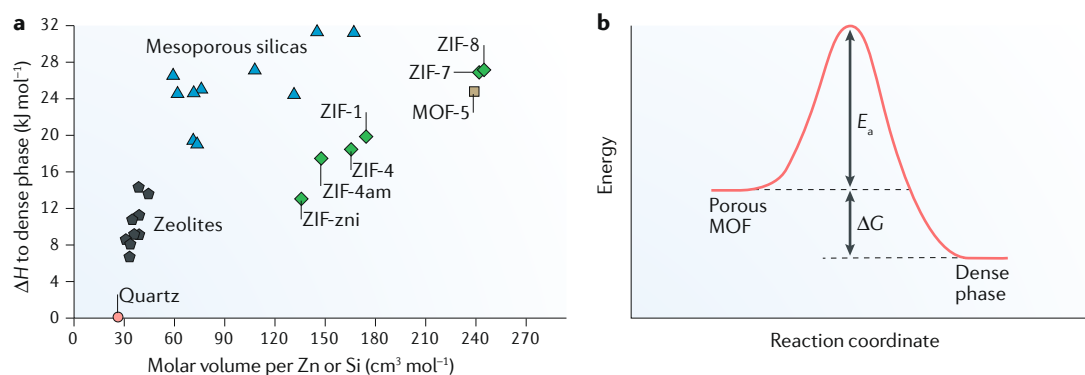 a
ΔH to dense phase (kJ mol⁻¹)
32
28
24
20
16
12
8
4
0
Mesoporous silicas
ZIF-8
ZIF-7
MOF-5
ZIF-1
ZIF-4
ZIF-4am
ZIF-zni
Zeolites
Quartz
0 30 60 90 120 150 180 210 240 270
Molar volume per Zn or Si (cm³ mol⁻¹)
b
Energy
Eₐ
Porous
MOF
ΔG
Dense
phase
Reaction coordinate